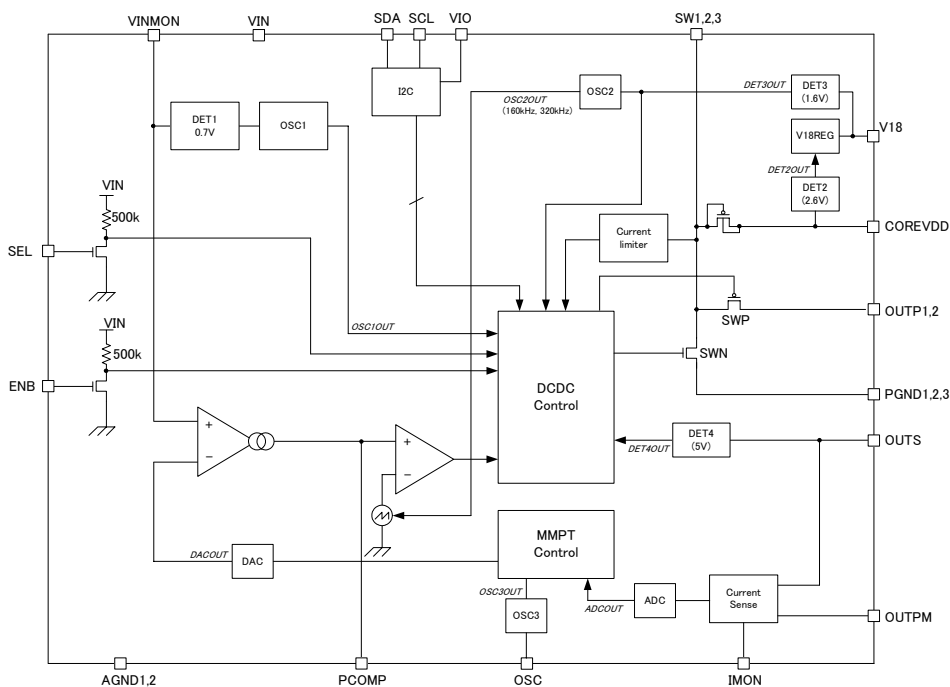 VINMON
VIN
SDA
SCL
VIO
SW1,2,3
I2C
OSC2OUT
(160kHz, 320kHz)
OSC2
DET3OUT
DET3
(1.6V)
V18
DET1
0.7V
OSC1
V18REG
DET2OUT
DET2
(2.6V)
VIN
500k
SEL
Current
limiter
COREVDD
OUTP1,2
SWP
OSC1OUT
VIN
500k
ENB
SWN
DCDC
Control
PGND1,2,3
+
−
+
−
DET4OUT
DET4
(5V)
OUTS
MMPT
Control
DACOUT
DAC
OSC3OUT
OSC3
ADCOUT
ADC
Current
Sense
OUTPM
AGND1,2
PCOMP
OSC
IMON